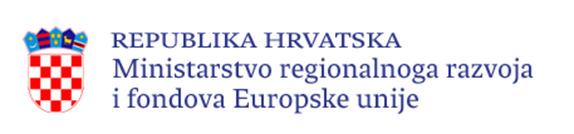 REPUBLIKA HRVATSKA
Ministarstvo regionalnoga razvoja
i fondova Europske unije